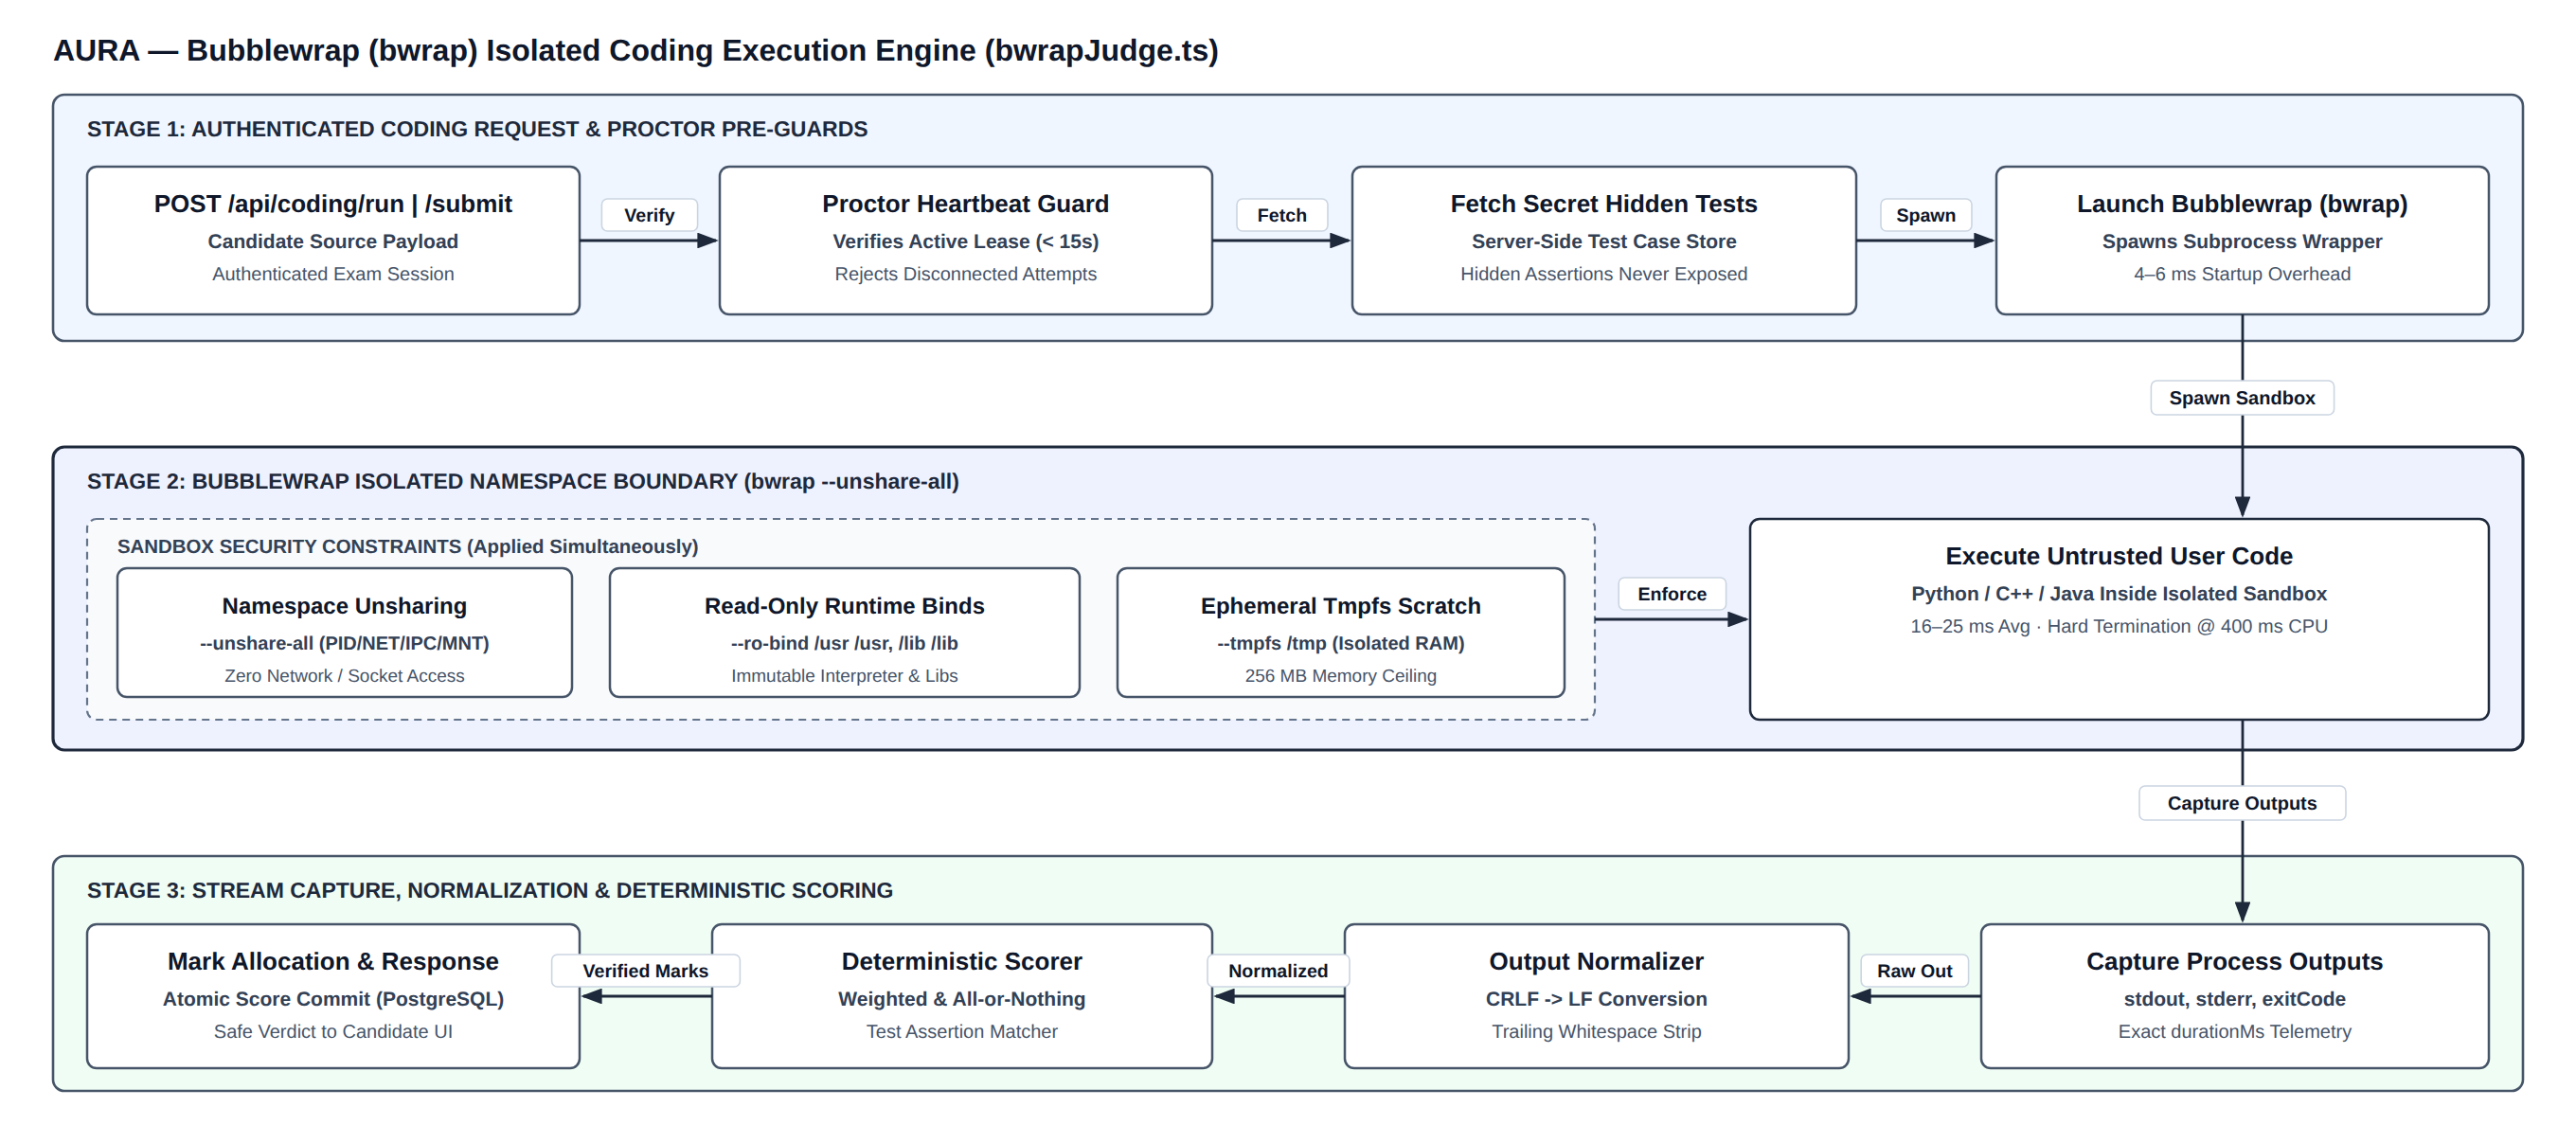 AURA — Bubblewrap (bwrap) Isolated Coding Execution Engine (bwrapJudge.ts)
STAGE 1: AUTHENTICATED CODING REQUEST & PROCTOR PRE-GUARDS
POST /api/coding/run | /submit
Candidate Source Payload
Authenticated Exam Session
Verify
Proctor Heartbeat Guard
Verifies Active Lease (< 15s)
Rejects Disconnected Attempts
Fetch
Fetch Secret Hidden Tests
Server-Side Test Case Store
Hidden Assertions Never Exposed
Spawn
Launch Bubblewrap (bwrap)
Spawns Subprocess Wrapper
4–6 ms Startup Overhead
Spawn Sandbox
STAGE 2: BUBBLEWRAP ISOLATED NAMESPACE BOUNDARY (bwrap --unshare-all)
SANDBOX SECURITY CONSTRAINTS (Applied Simultaneously)
Namespace Unsharing
--unshare-all (PID/NET/IPC/MNT)
Zero Network / Socket Access
Read-Only Runtime Binds
--ro-bind /usr /usr, /lib /lib
Immutable Interpreter & Libs
Ephemeral Tmpfs Scratch
--tmpfs /tmp (Isolated RAM)
256 MB Memory Ceiling
Enforce
Execute Untrusted User Code
Python / C++ / Java Inside Isolated Sandbox
16–25 ms Avg · Hard Termination @ 400 ms CPU
Capture Outputs
STAGE 3: STREAM CAPTURE, NORMALIZATION & DETERMINISTIC SCORING
Mark Allocation & Response
Atomic Score Commit (PostgreSQL)
Safe Verdict to Candidate UI
Verified Marks
Deterministic Scorer
Weighted & All-or-Nothing
Test Assertion Matcher
Normalized
Output Normalizer
CRLF -> LF Conversion
Trailing Whitespace Strip
Raw Out
Capture Process Outputs
stdout, stderr, exitCode
Exact durationMs Telemetry